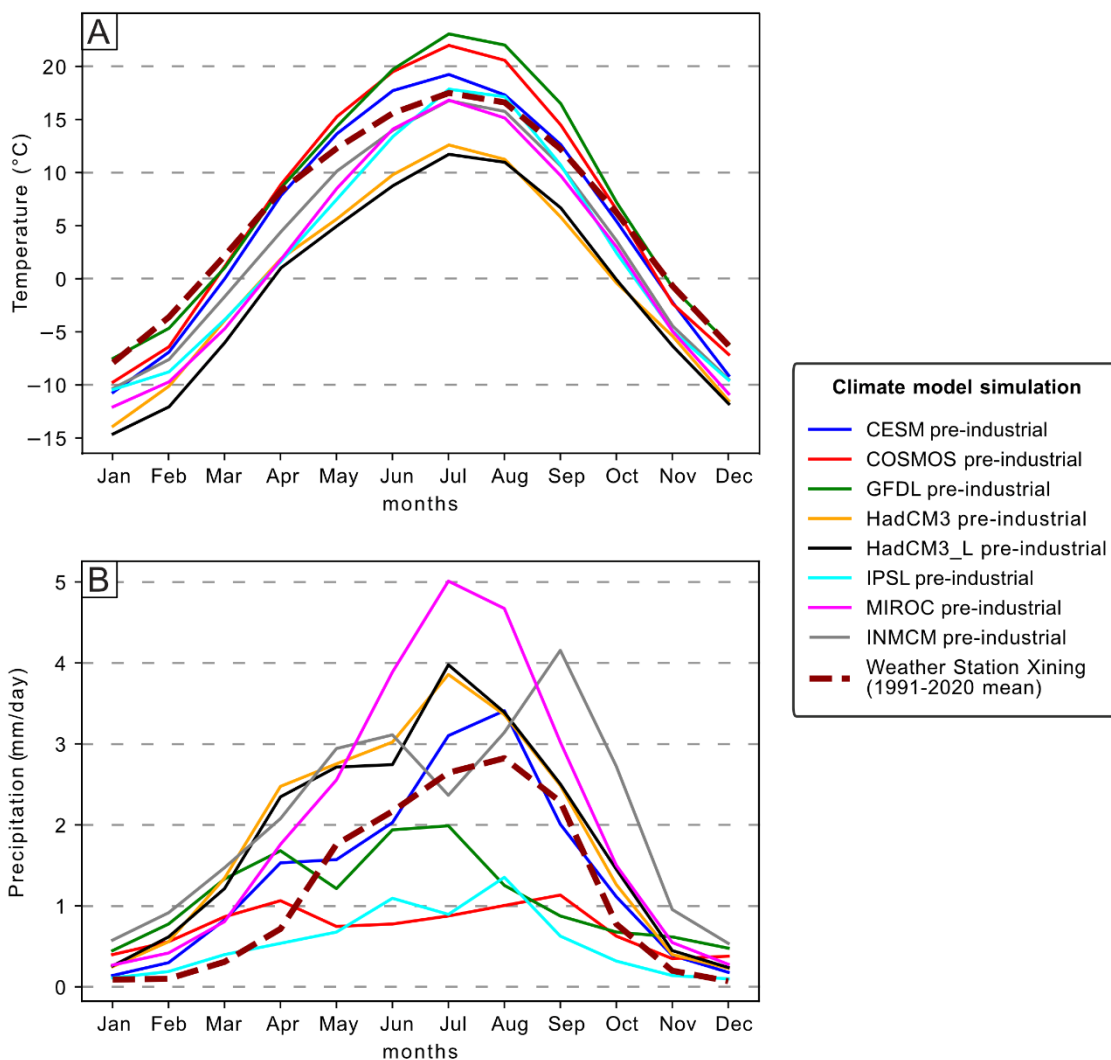 A
Temperature (°C)
20
15
10
5
0
−5
−10
−15
Jan Feb Mar Apr May Jun Jul Aug Sep Oct Nov Dec
months
B
Precipitation (mm/day)
5
4
3
2
1
0
Jan Feb Mar Apr May Jun Jul Aug Sep Oct Nov Dec
months
Climate model simulation
CESM pre-industrial
COSMOS pre-industrial
GFDL pre-industrial
HadCM3 pre-industrial
HadCM3_L pre-industrial
IPSL pre-industrial
MIROC pre-industrial
INMCM pre-industrial
Weather Station Xining
(1991-2020 mean)